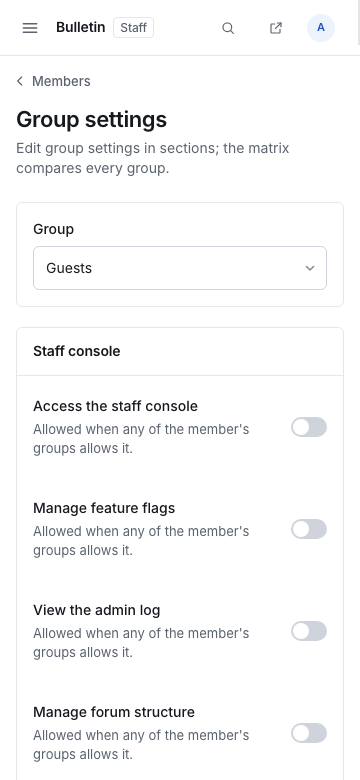 Bulletin Staff A
Members
Group settings
Edit group settings in sections; the matrix
compares every group.
Group
Guests
Staff console
Access the staff console
Allowed when any of the member's
groups allows it.
Manage feature flags
Allowed when any of the member's
groups allows it.
View the admin log
Allowed when any of the member's
groups allows it.
Manage forum structure
Allowed when any of the member's
groups allows it.